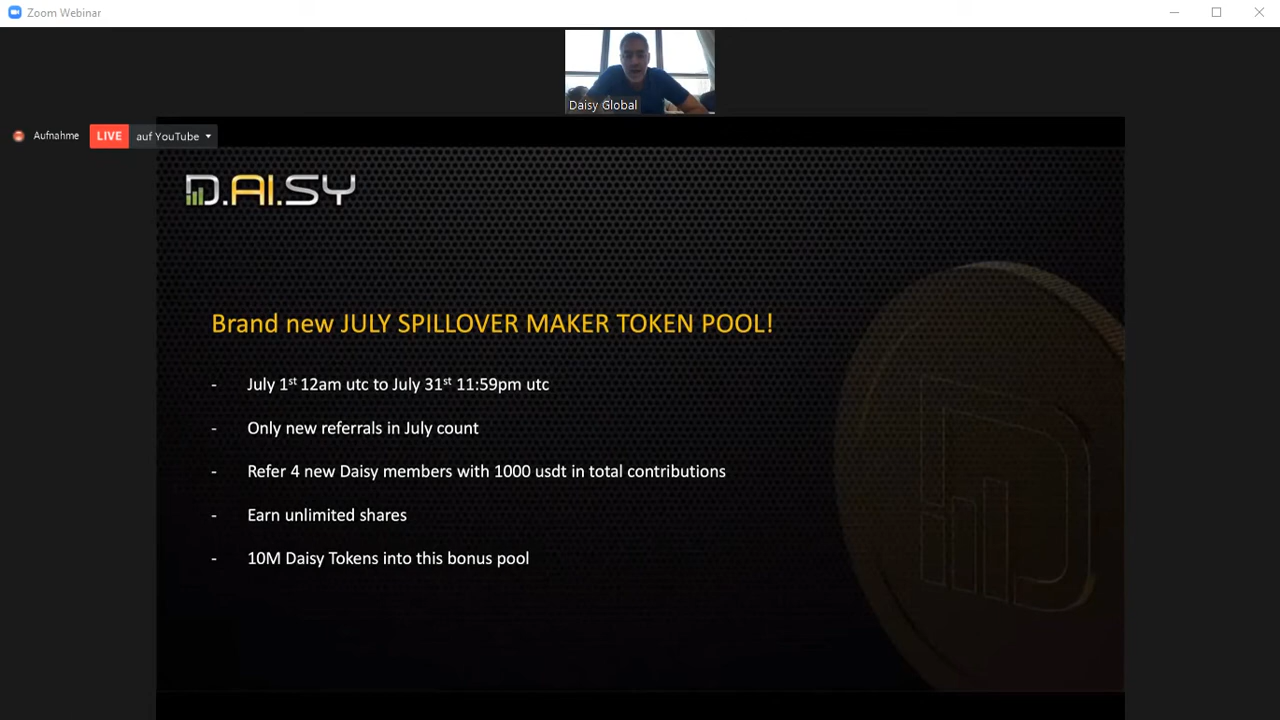 Zoom Webinar
Daisy Global
Aufnahme
LIVE
auf YouTube
D.AI.SY
Brand new JULY SPILLOVER MAKER TOKEN POOL!
- July 1st 12am utc to July 31st 11:59pm utc
- Only new referrals in July count
- Refer 4 new Daisy members with 1000 usdt in total contributions
- Earn unlimited shares
- 10M Daisy Tokens into this bonus pool